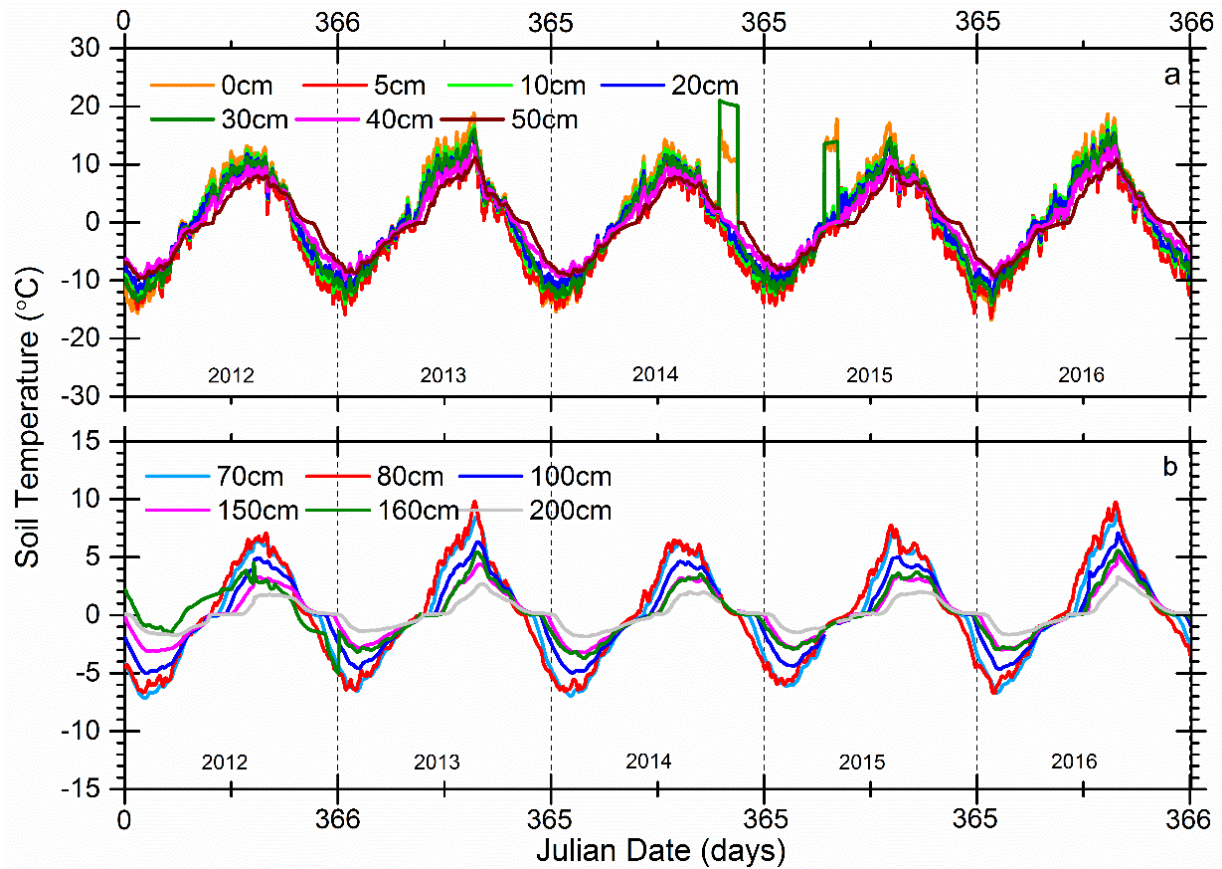 0 366 365 365 365 366
30
20
10
0
-10
-20
-30
a
0cm 5cm 10cm 20cm
30cm 40cm 50cm
2012 2013 2014 2015 2016
Soil Temperature (°C)
15
10
5
0
-5
-10
-15
b
70cm 80cm 100cm
150cm 160cm 200cm
2012 2013 2014 2015 2016
0 366 365 365 365 366
Julian Date (days)